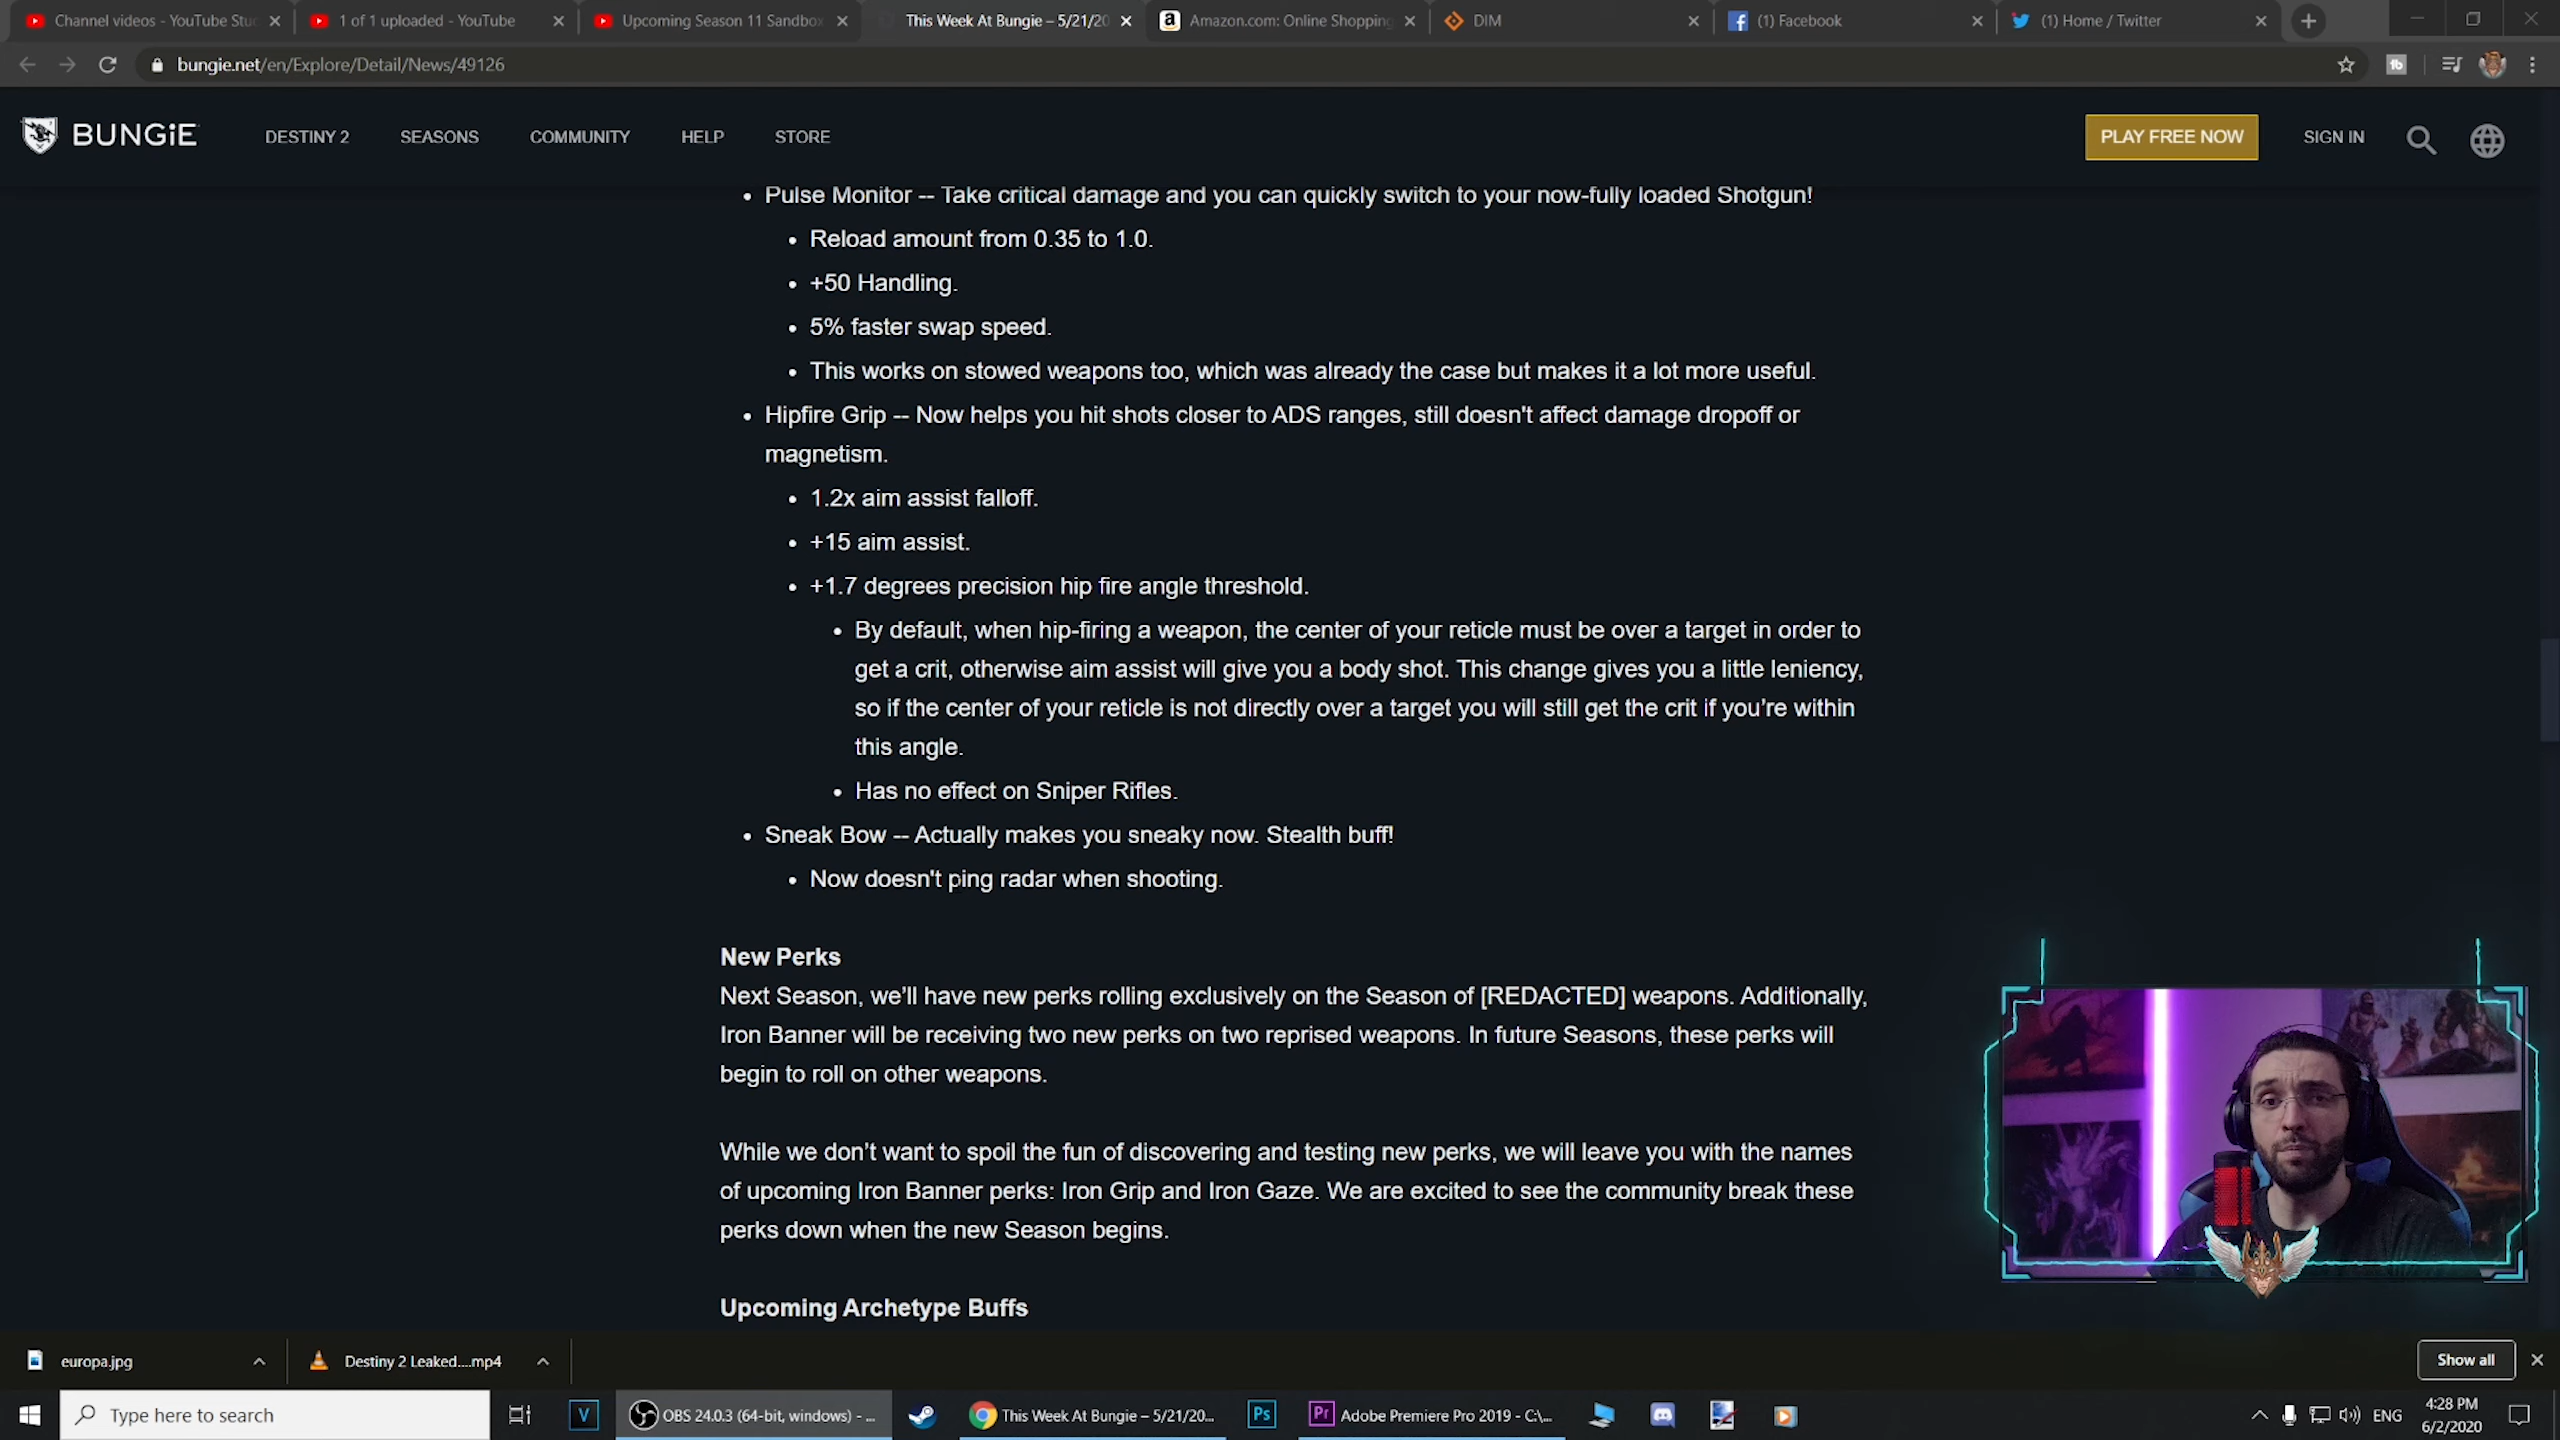 Channel videos - YouTube Stu
1 of 1 uploaded - YouTube
Upcoming Season 11 Sandbox
This Week At Bungie – 5/21/20
Amazon.com: Online Shopping
DIM
(1) Facebook
(1) Home / Twitter
bungie.net/en/Explore/Detail/News/49126
BUNGiE
DESTINY 2
SEASONS
COMMUNITY
HELP
STORE
PLAY FREE NOW
SIGN IN
• Pulse Monitor -- Take critical damage and you can quickly switch to your now-fully loaded Shotgun!
• Reload amount from 0.35 to 1.0.
• +50 Handling.
• 5% faster swap speed.
• This works on stowed weapons too, which was already the case but makes it a lot more useful.
• Hipfire Grip -- Now helps you hit shots closer to ADS ranges, still doesn't affect damage dropoff or
magnetism.
• 1.2x aim assist falloff.
• +15 aim assist.
• +1.7 degrees precision hip fire angle threshold.
• By default, when hip-firing a weapon, the center of your reticle must be over a target in order to
get a crit, otherwise aim assist will give you a body shot. This change gives you a little leniency,
so if the center of your reticle is not directly over a target you will still get the crit if you’re within
this angle.
• Has no effect on Sniper Rifles.
• Sneak Bow -- Actually makes you sneaky now. Stealth buff!
• Now doesn't ping radar when shooting.
New Perks
Next Season, we’ll have new perks rolling exclusively on the Season of [REDACTED] weapons. Additionally,
Iron Banner will be receiving two new perks on two reprised weapons. In future Seasons, these perks will
begin to roll on other weapons.
While we don’t want to spoil the fun of discovering and testing new perks, we will leave you with the names
of upcoming Iron Banner perks: Iron Grip and Iron Gaze. We are excited to see the community break these
perks down when the new Season begins.
Upcoming Archetype Buffs
europa.jpg
Destiny 2 Leaked....mp4
Show all
Type here to search
V
OBS 24.0.3 (64-bit, windows) - ...
This Week At Bungie – 5/21/20...
Ps
Pr
Adobe Premiere Pro 2019 - C:\...
ENG
4:28 PM
6/2/2020